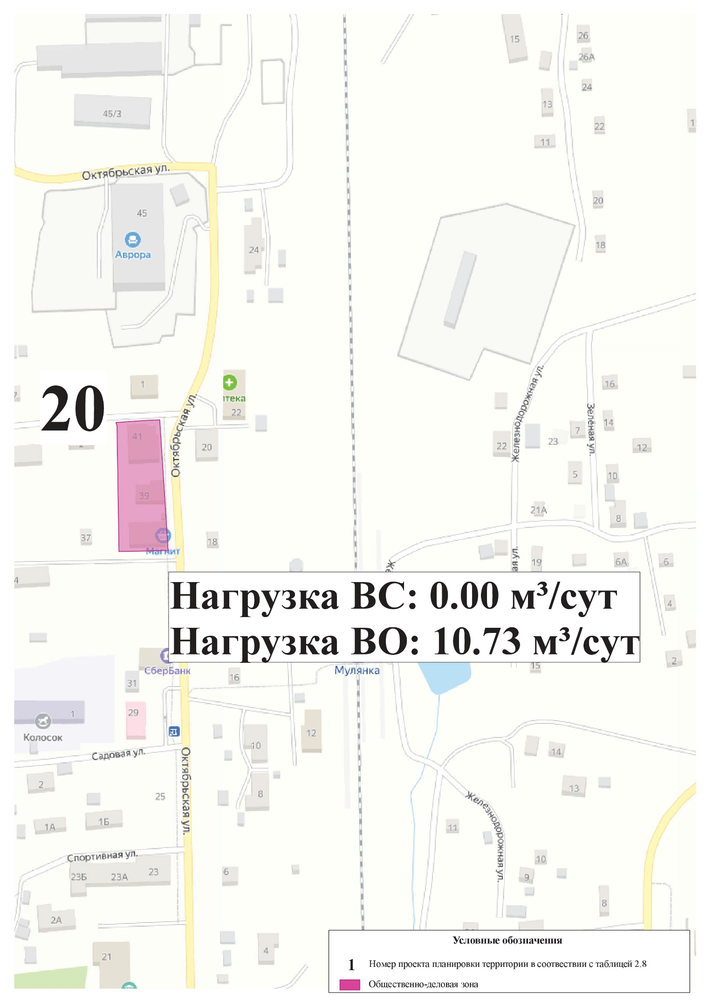 15
26
26А
24
13
45/3
22
11
Октябрьская ул.
20
45
18
24
Аврора
1
16
20
аптека
22
Октябрьская ул.
Железнодорожная ул.
Зелёная ул.
14
7
41
20
22
23
12
5
10
39
21А
8
37
Магнит
18
19
6А
6
4
Нагрузка ВС: 0.00 м³/сут
4
Нагрузка ВО: 10.73 м³/сут
2
15
СберБанк
Мулянка
16
31
29
1
Колосок
12
10
Садовая ул.
14
Октябрьская ул.
2
25
8
13
Железнодорожная ул.
1А
1Б
11
Спортивная ул.
10
23Б
23А
23
6
9
8
2А
21
4
Условные обозначения
1 Номер проекта планировки территории в соотвествии с таблицей 2.8
Общественно-деловая зона